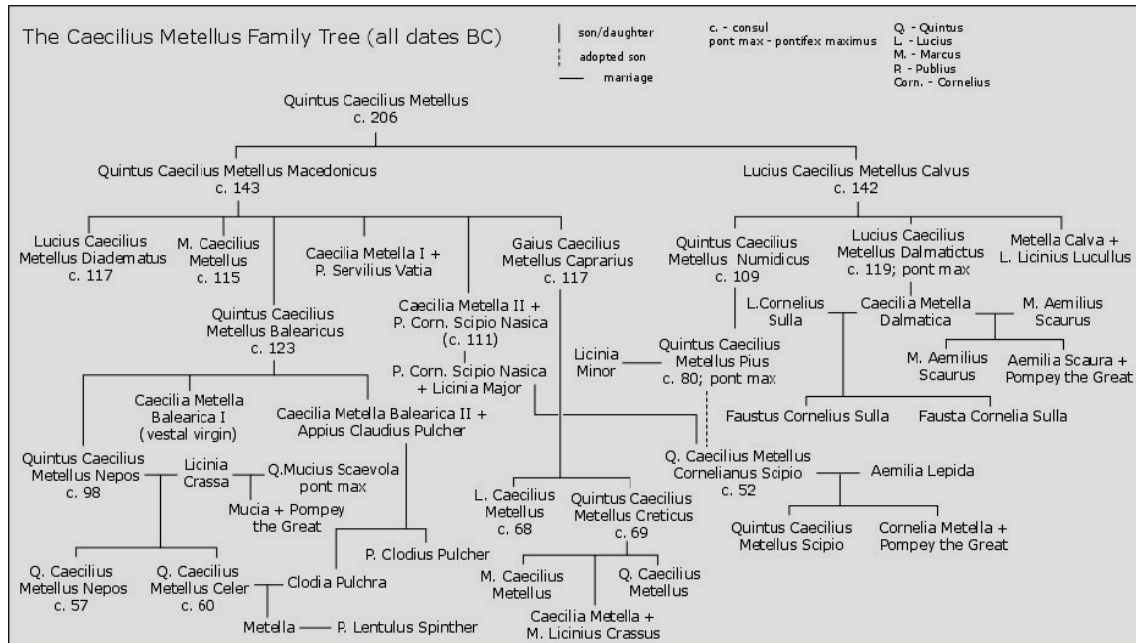 The Caecilius Metellus Family Tree (all dates BC)
son/daughter
adopted son
marriage
c. - consul
pont max - pontifex maximus
Q. - Quintus
L. - Lucius
M. - Marcus
P. - Publius
Corn. - Cornelius
Quintus Caecilius Metellus
c. 206
Quintus Caecilius Metellus Macedonicus
c. 143
Lucius Caecilius Metellus Calvus
c. 142
Lucius Caecilius
Metellus Diadematus
c. 117
M. Caecilius
Metellus
c. 115
Caecilia Metella I +
P. Servilius Vatia
Gaius Caecilius
Metellus Caprarius
c. 117
Quintus Caecilius
Metellus Numidicus
c. 109
Lucius Caecilius
Metellus Dalmatictus
c. 119; pont max
Metella Calva +
L. Licinius Lucullus
Quintus Caecilius
Metellus Balearicus
c. 123
Caecilia Metella II +
P. Corn. Scipio Nasica
(c. 111)
P. Corn. Scipio Nasica
+ Licinia Major
L.Cornelius
Sulla
Caecilia Metella
Dalmatica
M. Aemilius
Scaurus
Licinia
Minor
Quintus Caecilius
Metellus Pius
c. 80; pont max
M. Aemilius
Scaurus
Aemilia Scaura +
Pompey the Great
Caecilia Metella
Balearica I
(vestal virgin)
Caecilia Metella Balearica II +
Appius Claudius Pulcher
Faustus Cornelius Sulla
Fausta Cornelia Sulla
Quintus Caecilius
Metellus Nepos
c. 98
Licinia
Crassa
Q.Mucius Scaevola
pont max
Mucia + Pompey
the Great
Q. Caecilius Metellus
Cornelianus Scipio
c. 52
Aemilia Lepida
L. Caecilius
Metellus
c. 68
Quintus Caecilius
Metellus Creticus
c. 69
Quintus Caecilius
Metellus Scipio
Cornelia Metella +
Pompey the Great
Q. Caecilius
Metellus Nepos
c. 57
Q. Caecilius
Metellus Celer
c. 60
Clodia Pulchra
P. Clodius Pulcher
M. Caecilius
Metellus
Q. Caecilius
Metellus
Caecilia Metella +
M. Licinius Crassus
Metella
P. Lentulus Spinther